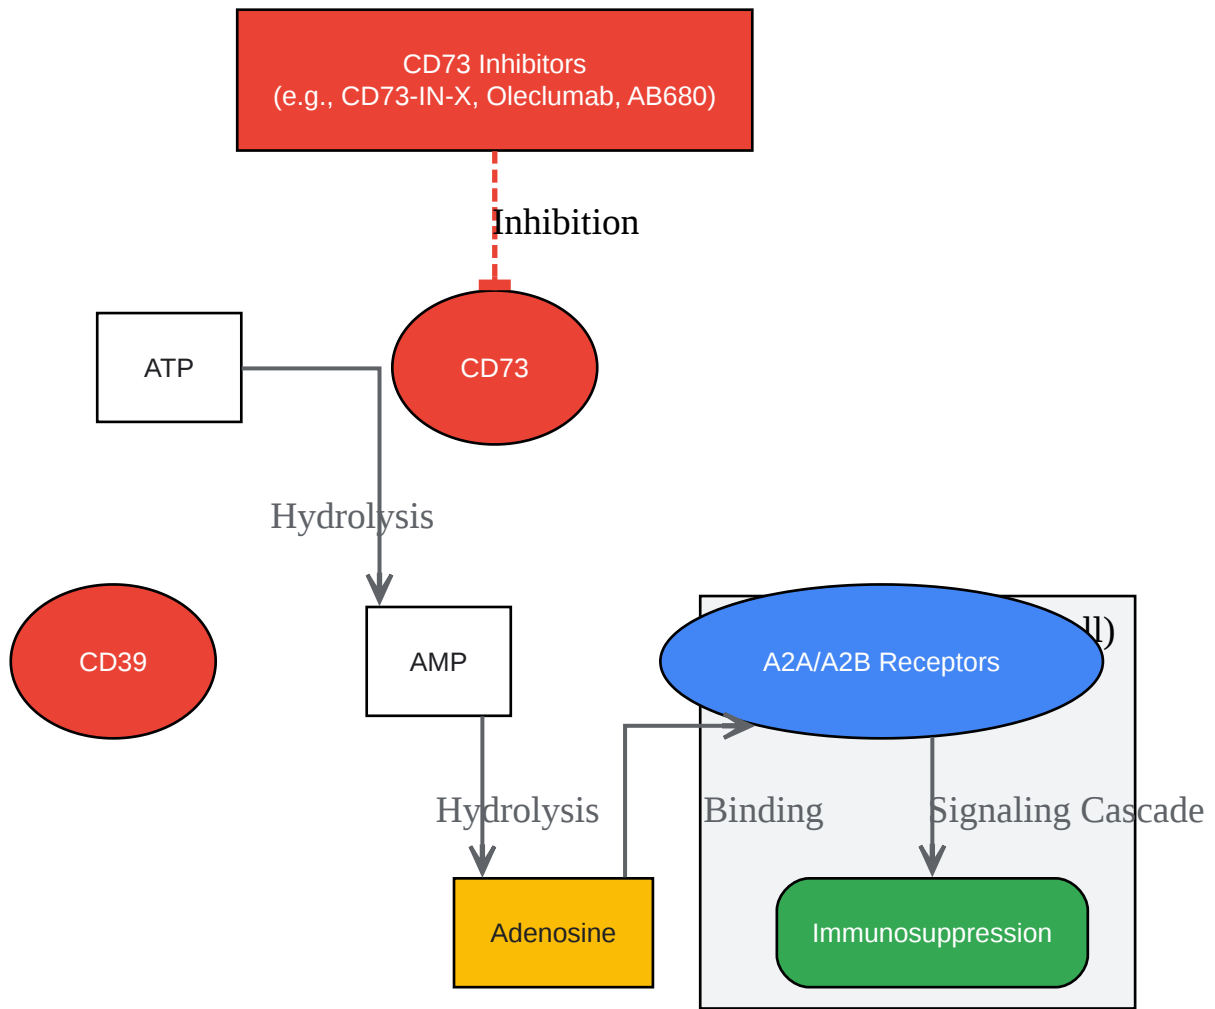 CD73 Inhibitors
(e.g., CD73-IN-X, Oleclumab, AB680)
Inhibition
ATP
CD73
Hydrolysis
CD39
AMP
A2A/A2B Receptors
ll)
Hydrolysis
Binding
Signaling Cascade
Adenosine
Immunosuppression